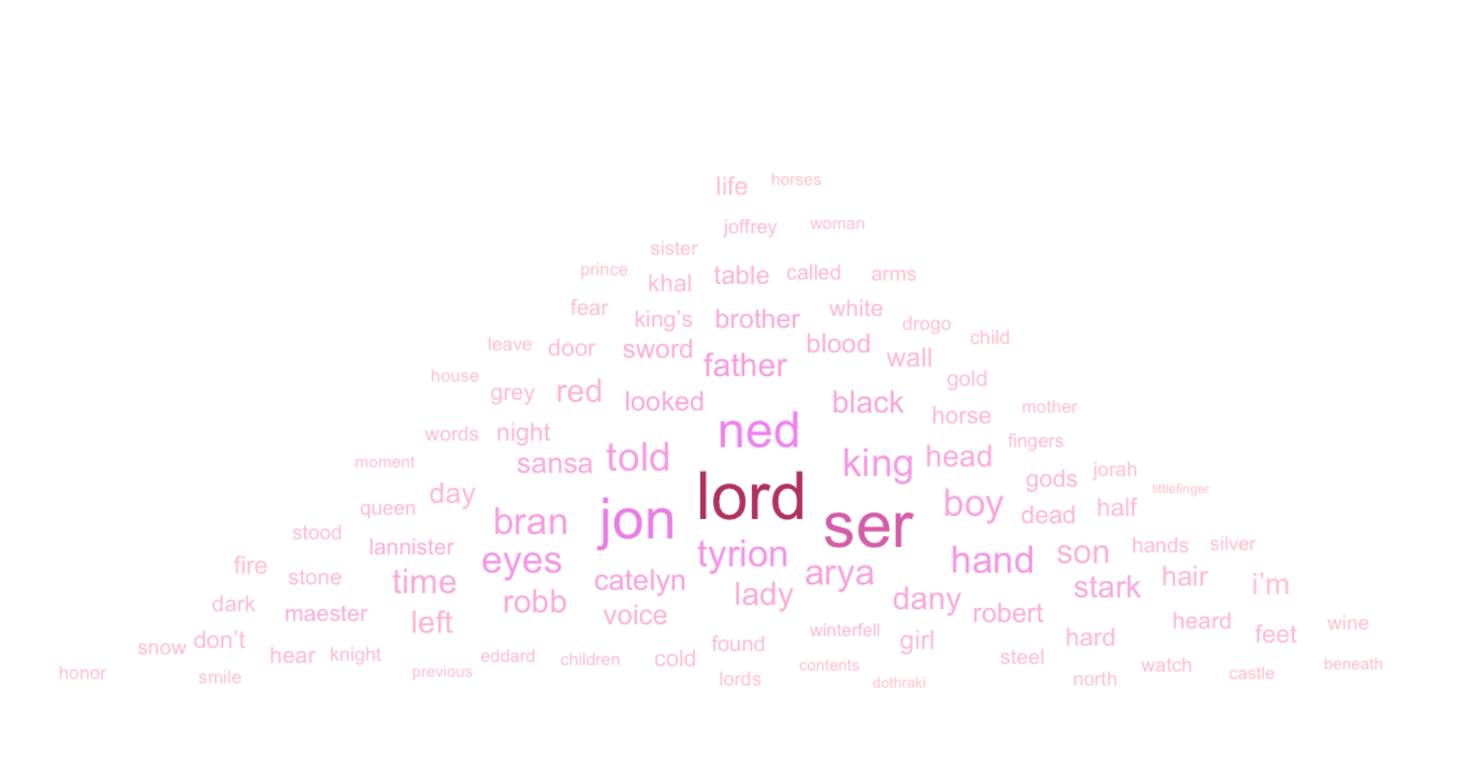 life horses
joffrey woman
sister
prince khal table called arms
fear king's brother white drogo child
leave door sword father blood wall
house grey red looked black gold
words night ned horse mother
moment sansa told king head fingers
queen day lord gods jorah littlefinger
stood bran jon ser boy dead half
lannister eyes tyrion hand son hands silver
fire stone time catelyn arya stark hair i'm
dark maester robb lady dany robert
left voice heard feet wine
snow don't hear knight found winterfell girl hard
eddard children cold steel watch
honor smile previous lords contents dothraki north castle beneath